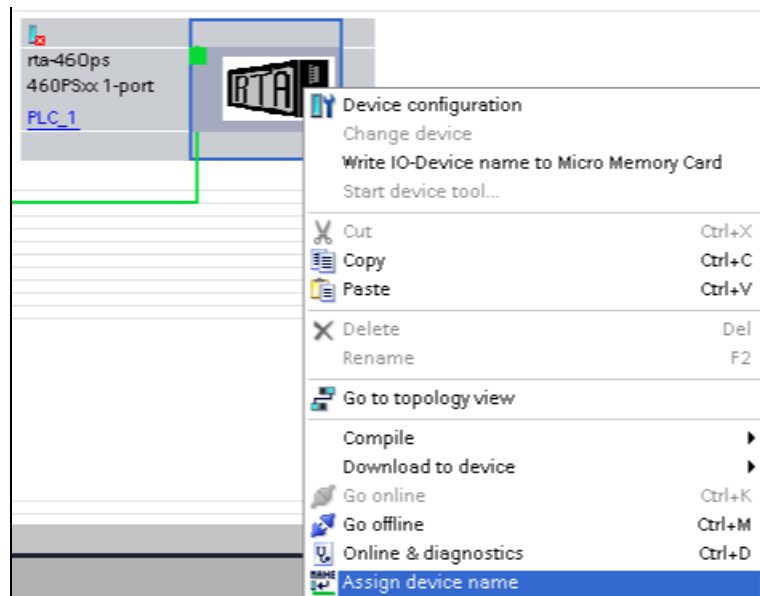 rta-460ps
460PSxx 1-port
PLC_1
RTA
Device configuration
Change device
Write IO-Device name to Micro Memory Card
Start device tool...
Cut Ctrl+X
Copy Ctrl+C
Paste Ctrl+V
Delete Del
Rename F2
Go to topology view
Compile
Download to device
Go online Ctrl+K
Go offline Ctrl+M
Online & diagnostics Ctrl+D
NAME
Assign device name